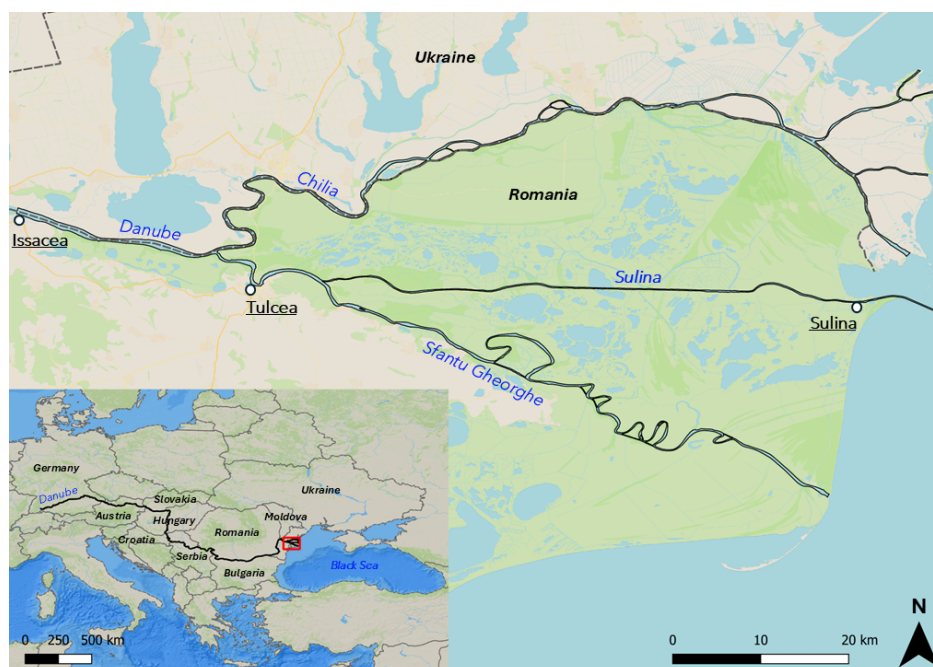 Ukraine
Chilia
Romania
Danube
Issacea
Tulcea
Sulina
Sulina
Sfantu Gheorghe
Germany
Danube
Slovakia
Ukraine
Austria
Hungary
Moldova
Romania
Croatia
Serbia
Bulgaria
Black Sea
0 250 500 km
N
0 10 20 km